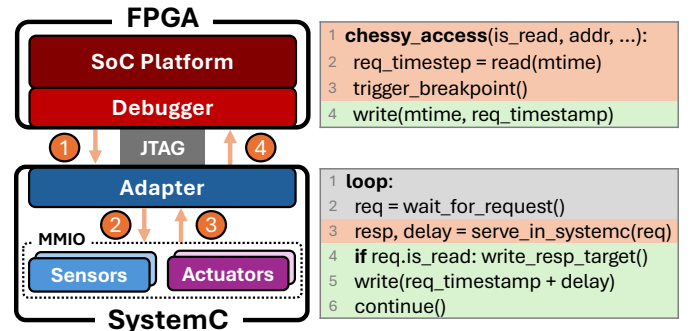 FPGA
SoC Platform
Debugger
1
JTAG
4
Adapter
2
3
MMIO
Sensors
Actuators
SystemC
1 chessy_access(is_read, addr, ...):
2 req_timestep = read(mtime)
3 trigger_breakpoint()
4 write(mtime, req_timestamp)
1 loop:
2 req = wait_for_request()
3 resp, delay = serve_in_systemc(req)
4 if req.is_read: write_resp_target()
5 write(req_timestamp + delay)
6 continue()